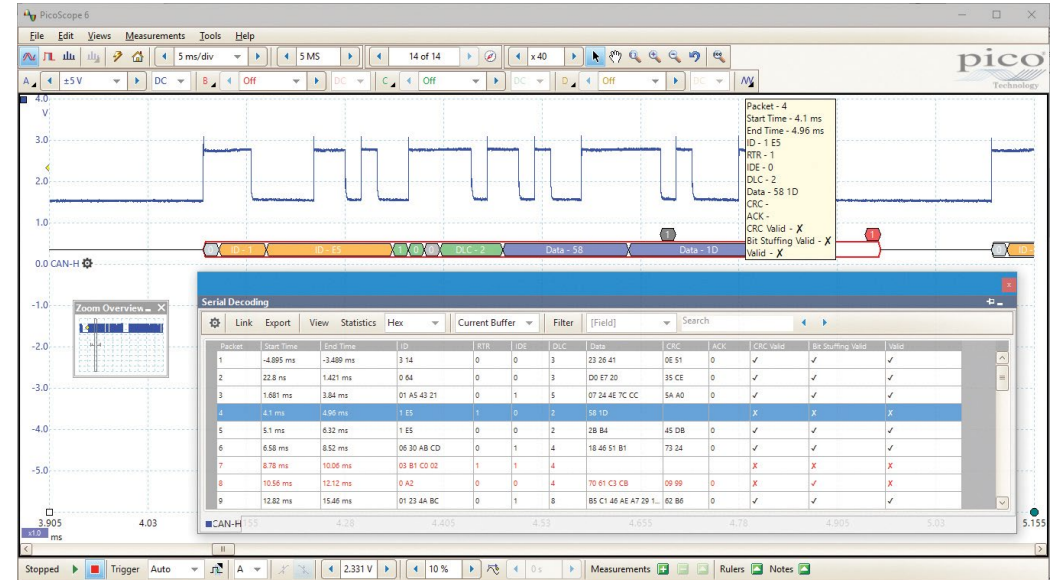 PicoScope 6
File Edit Views Measurements Tools Help
5 ms/div 5 MS 14 of 14 x 40
pico
Technology
A ±5 V DC B Off DC C Off DC D Off DC
4.0
V
3.0
2.0
1.0
0.0 CAN-H
-1.0
-2.0
-3.0
-4.0
-5.0
Packet - 4
Start Time - 4.1 ms
End Time - 4.96 ms
ID - 1 E5
RTR - 1
IDE - 0
DLC - 2
Data - 58 1D
CRC -
ACK -
CRC Valid - ✗
Bit Stuffing Valid - ✗
Valid - ✗
1 1
0 ID - 1 ID - E5 1 0 0 DLC - 2 Data - 58 Data - 1D 0
Zoom Overview
Serial Decoding
Link Export View Statistics Hex Current Buffer Filter [Field] Search
Packet Start Time End Time ID RTR IDE DLC Data CRC ACK CRC Valid Bit Stuffing Valid Valid
1 -4.895 ms -3.489 ms 3 14 0 0 3 23 26 41 0E 51 0 ✓ ✓ ✓
2 22.8 ns 1.421 ms 0 64 0 0 3 D0 E7 20 35 CE 0 ✓ ✓ ✓
3 1.681 ms 3.84 ms 01 A5 43 21 0 1 5 07 24 4E 7C CC 5A A0 0 ✓ ✓ ✓
4 4.1 ms 4.96 ms 1 E5 1 0 2 58 1D ✗ ✗ ✗
5 5.1 ms 6.32 ms 1 E5 0 0 2 2B B4 45 DB 0 ✓ ✓ ✓
6 6.58 ms 8.52 ms 06 30 AB CD 0 1 4 18 46 51 B1 73 24 0 ✓ ✓ ✓
7 8.78 ms 10.06 ms 03 B1 C0 02 1 1 4 ✗ ✗ ✗
8 10.56 ms 12.12 ms 0 A2 0 0 4 70 61 C3 CB 09 99 0 ✗ ✓ ✗
9 12.82 ms 15.46 ms 01 23 4A BC 0 1 8 B5 C1 46 AE A7 29 1... 62 B6 0 ✓ ✓ ✓
CAN-H
3.905 4.03 4.28 4.405 4.53 4.655 4.78 4.905 5.03 5.155
x1.0 ms
Stopped Trigger Auto A 2.331 V 10 % 0 s Measurements Rulers Notes